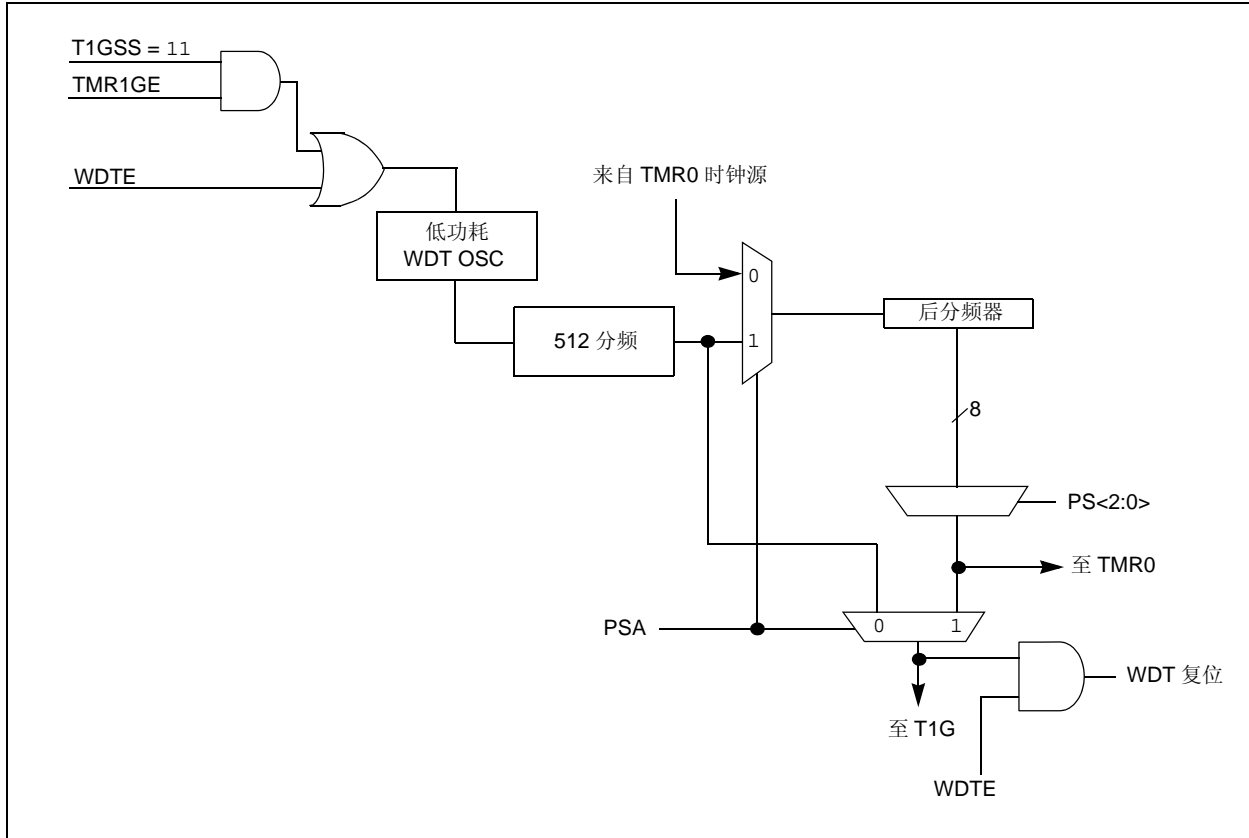 T1GSS = 11
TMR1GE
WDTE
来自 TMR0 时钟源
低功耗
WDT OSC
0
512 分频
1
后分频器
8
PS<2:0>
至 TMR0
PSA
0
1
WDT 复位
至 T1G
WDTE